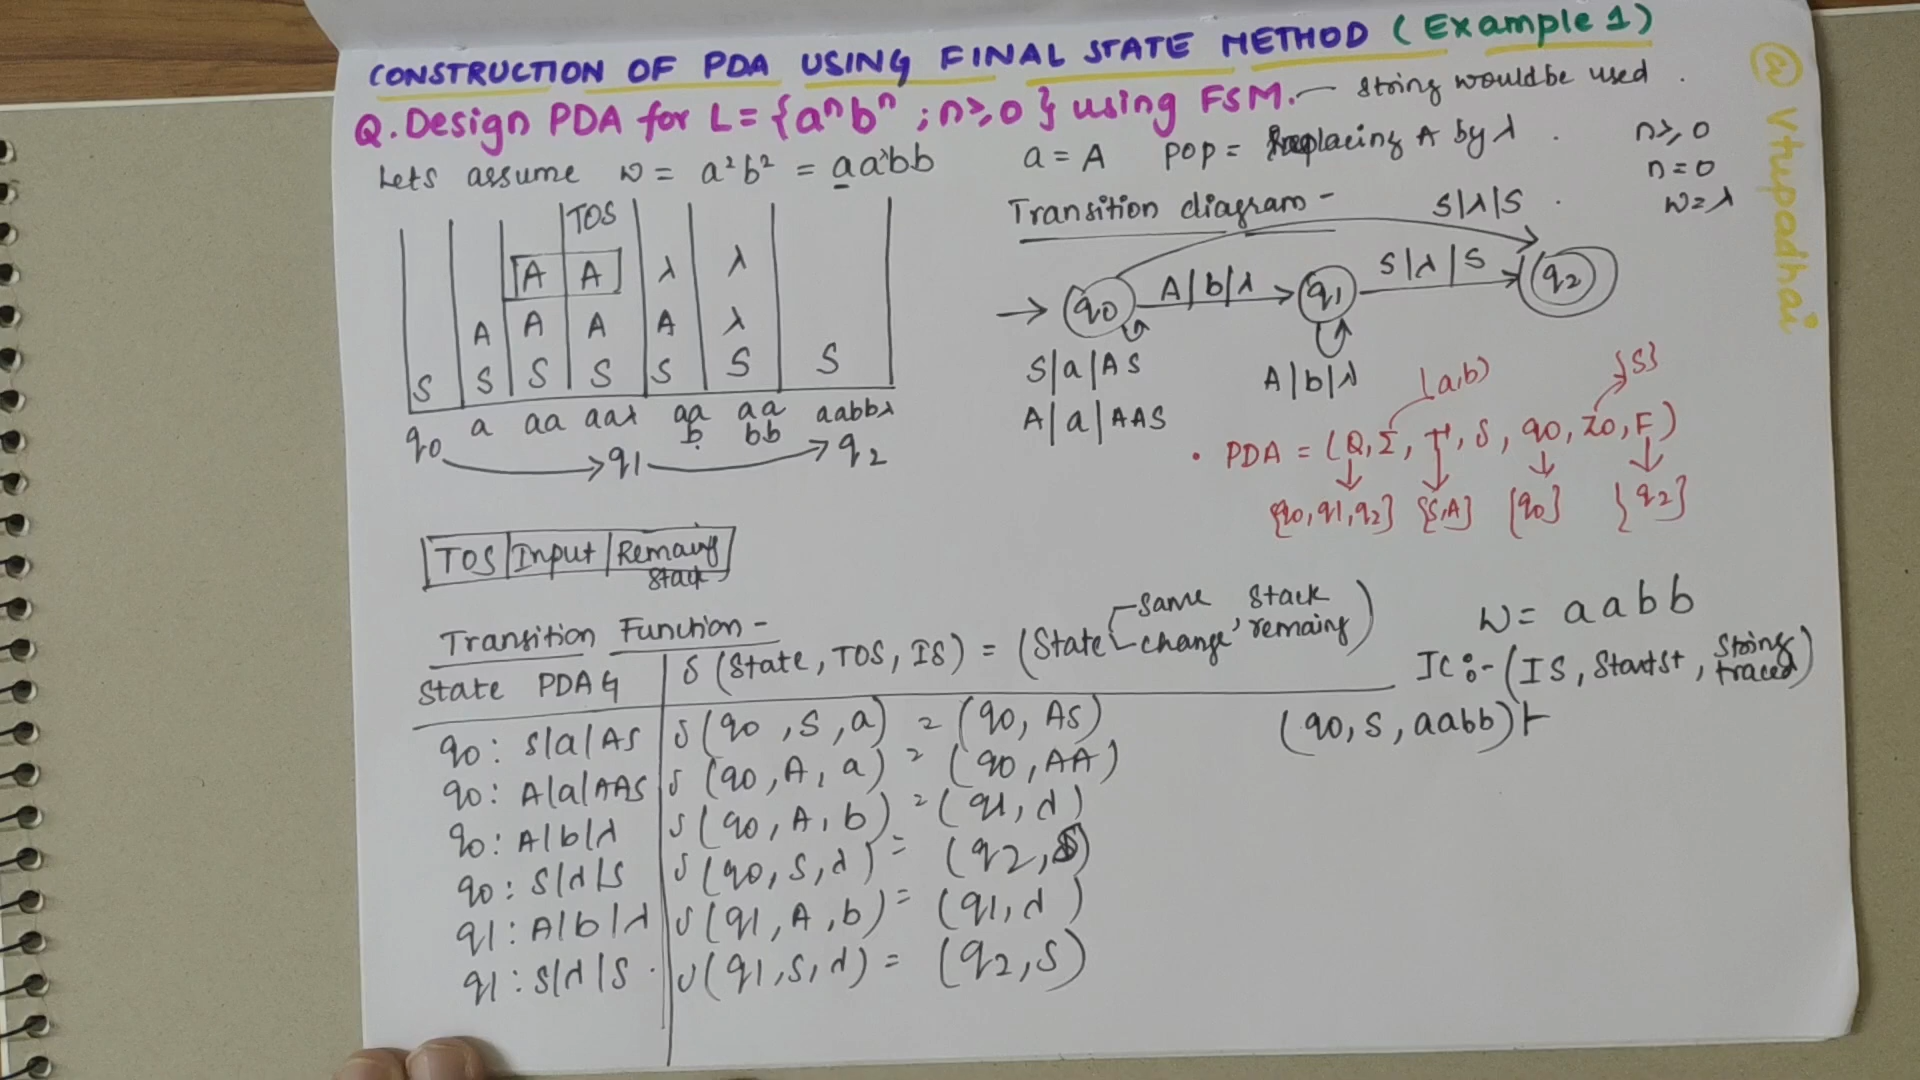 CONSTRUCTION OF PDA USING FINAL STATE METHOD (Example 1)
Q. Design PDA for L = {aⁿbⁿ ; n≥0} using FSM. — string would be used.
Lets assume w = a²b² = aabb
a = A pop = Replacing A by λ.
n≥0
n=0
w=λ
@Vtupadhai
TOS
A A λ λ
A A A A λ
S S S S S S S
a aa aaλ aa aa aabbλ
b bb
q0 q1 q2
Transition diagram -
S|λ|S
q0 A|b|λ q1 S|λ|S q2
S|a|AS
A|a|AAS
A|b|λ
(a,b) {S}
• PDA = (Q, Σ, Γ, δ, q0, z0, F)
{q0, q1, q2} {S,A} {q0} {q2}
TOS | Input | Remaing
stack
Transition Function -
State PDAG
δ (State, TOS, IS) = (State same change, stack remaing)
q0: S|a|AS δ(q0, S, a) = (q0, AS)
q0: A|a|AAS δ(q0, A, a) = (q0, AA)
q0: A|b|λ δ(q0, A, b) = (q1, λ)
q0: S|λ|S δ(q0, S, λ) = (q2, S)
q1: A|b|λ δ(q1, A, b) = (q1, λ)
q1: S|λ|S δ(q1, S, λ) = (q2, S)
w = aabb
IC :- (IS, Start St, String traced)
(q0, S, aabb) ⊢